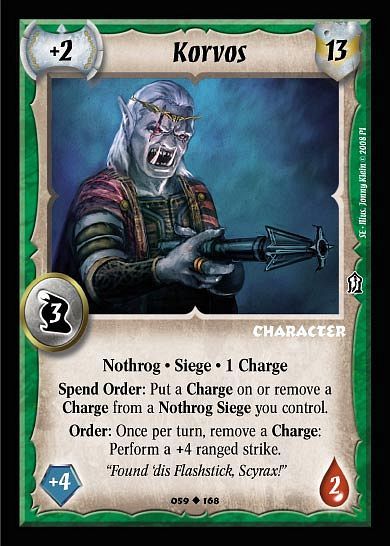 +2
Korvos
13
SE • Illus. Jonny Klein © 2008 PI
3
CHARACTER
Nothrog • Siege • 1 Charge
Spend Order: Put a Charge on or remove a
Charge from a Nothrog Siege you control.
Order: Once per turn, remove a Charge:
Perform a +4 ranged strike.
“Found ‘dis Flashstick, Scyrax!”
+4
2
059 ◆ 168